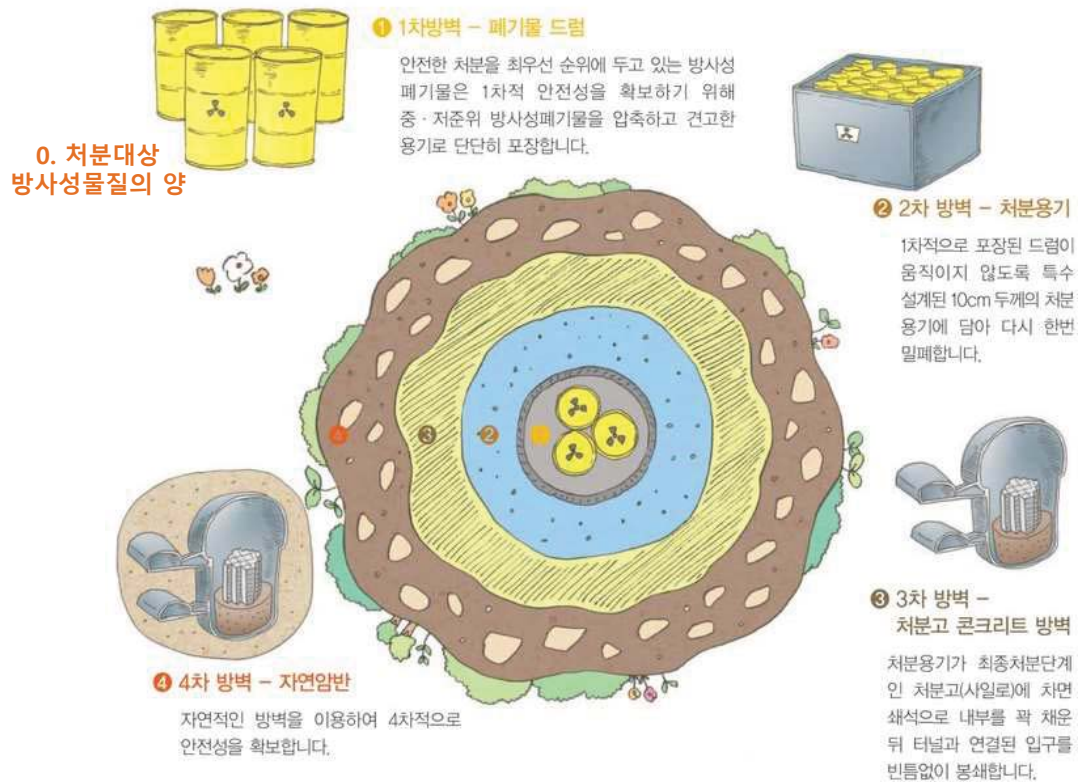 ❶ 1차방벽 – 폐기물 드럼
안전한 처분을 최우선 순위에 두고 있는 방사성
폐기물은 1차적 안전성을 확보하기 위해
중 · 저준위 방사성폐기물을 압축하고 견고한
용기로 단단히 포장합니다.
0. 처분대상
방사성물질의 양
❷ 2차 방벽 – 처분용기
1차적으로 포장된 드럼이
움직이지 않도록 특수
설계된 10cm 두께의 처분
용기에 담아 다시 한번
밀폐합니다.
❹ ❸ ❷ ❶
❸ 3차 방벽 –
처분고 콘크리트 방벽
처분용기가 최종처분단계
인 처분고(사일로)에 차면
쇄석으로 내부를 꽉 채운
뒤 터널과 연결된 입구를
빈틈없이 봉쇄합니다.
❹ 4차 방벽 – 자연암반
자연적인 방벽을 이용하여 4차적으로
안전성을 확보합니다.